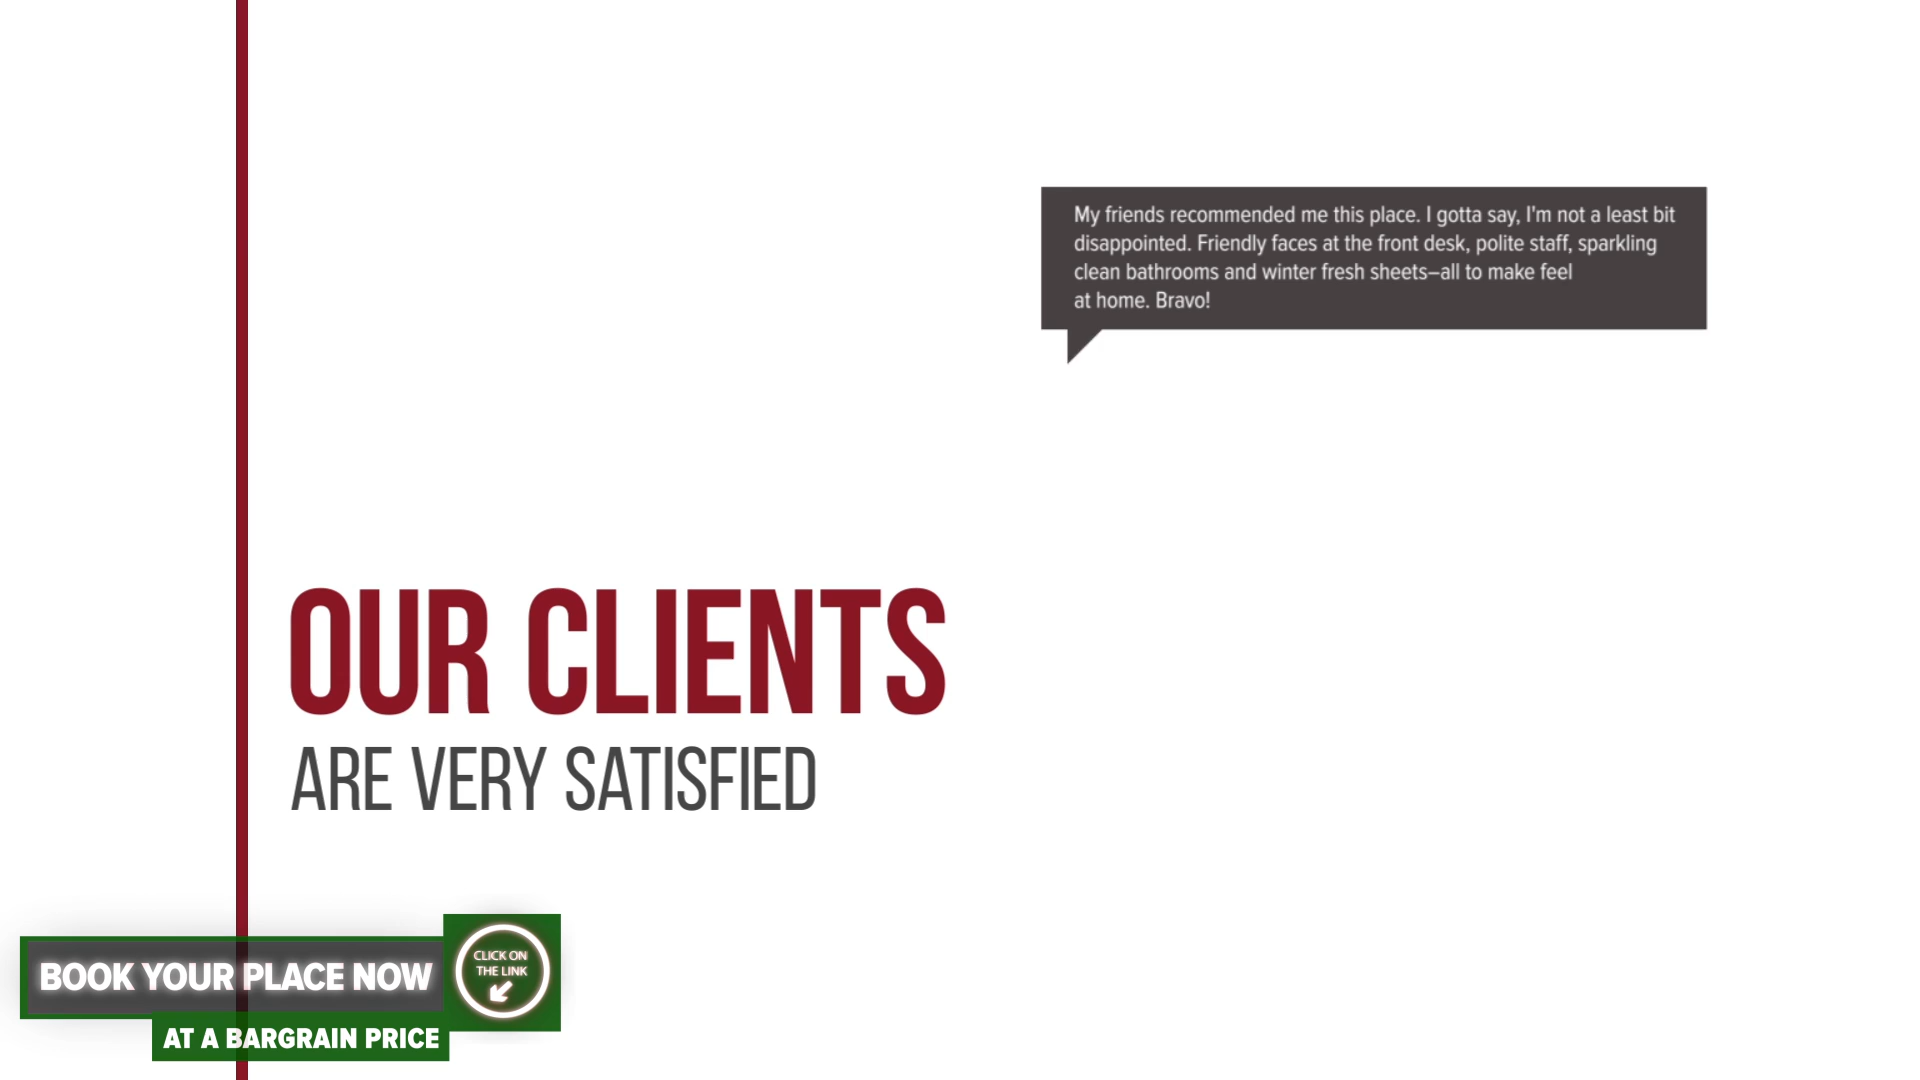 My friends recommended me this place. I gotta say, I'm not a least bit
disappointed. Friendly faces at the front desk, polite staff, sparkling
clean bathrooms and winter fresh sheets–all to make feel
at home. Bravo!
OUR CLIENTS
ARE VERY SATISFIED
BOOK YOUR PLACE NOW
CLICK ON
THE LINK
AT A BARGRAIN PRICE